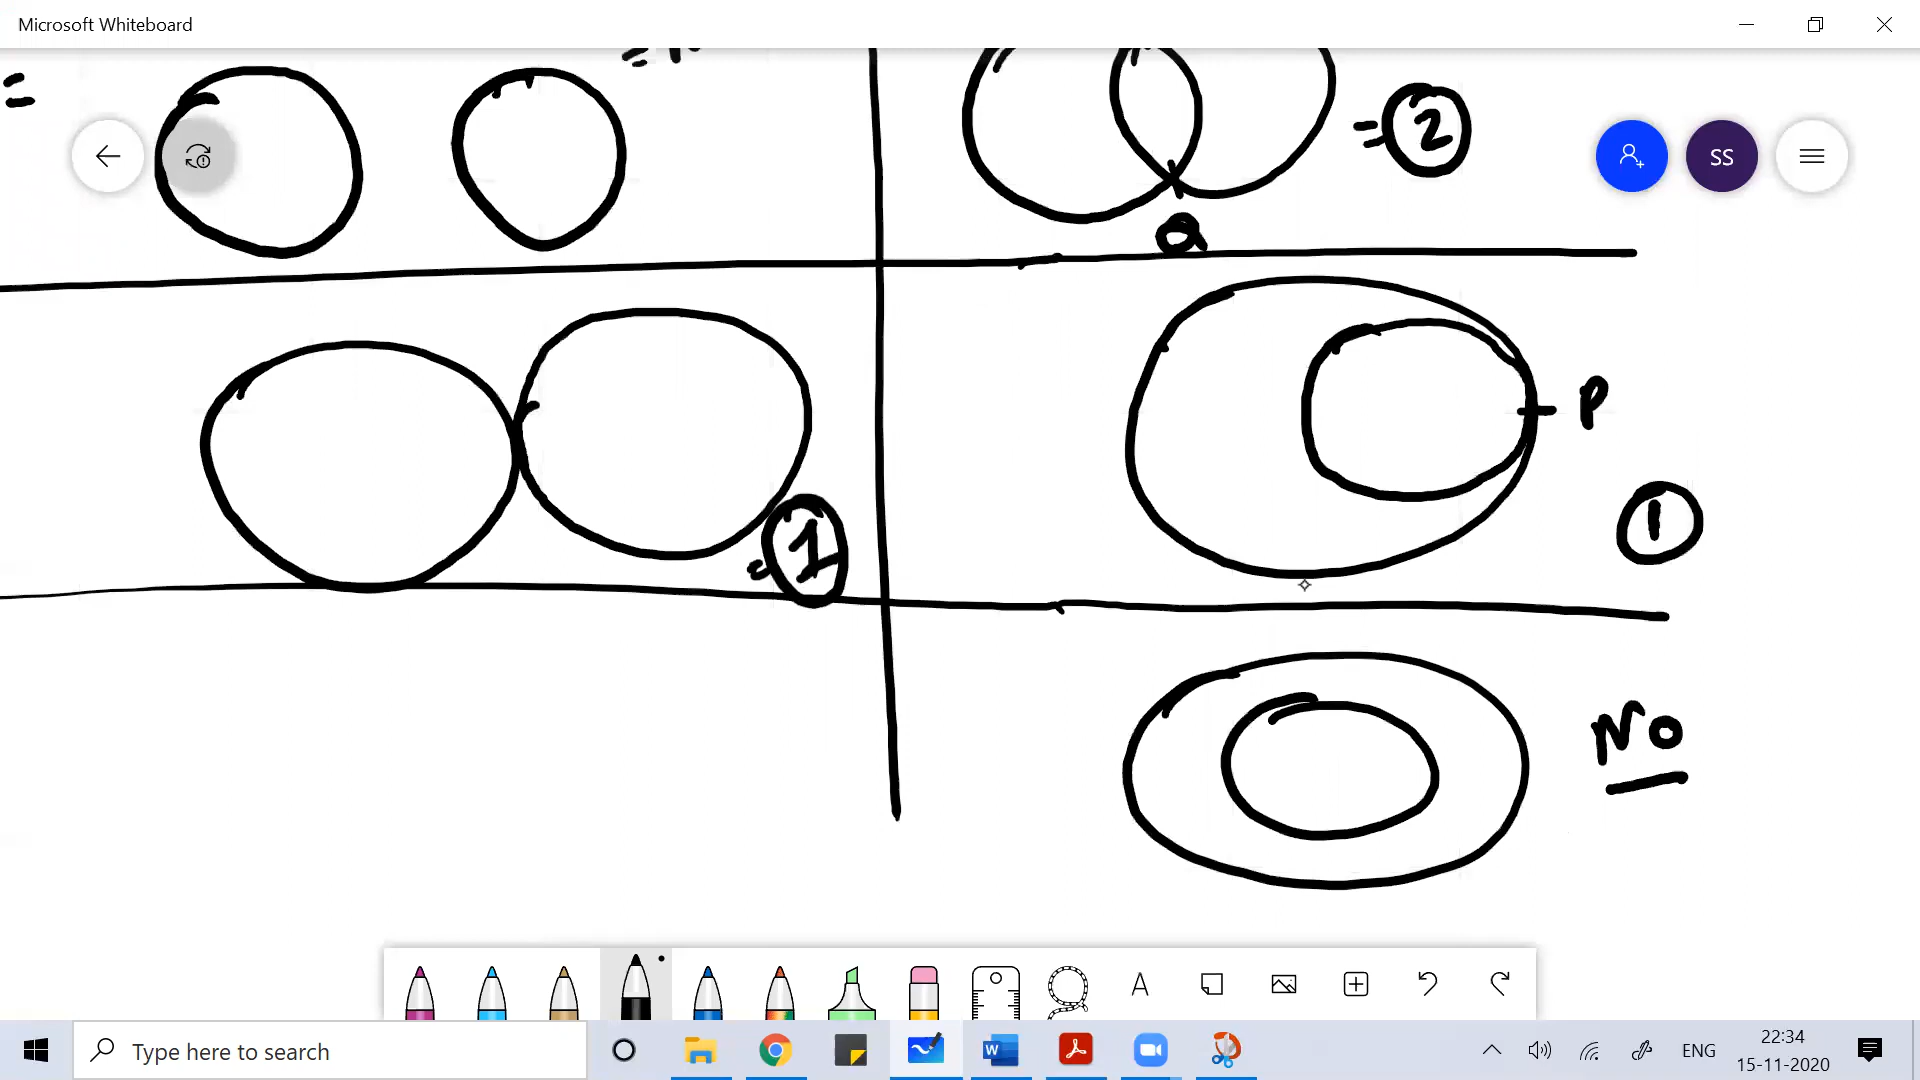 Microsoft Whiteboard
=
= 2
SS
Q
P
= 1
1
No
A
Type here to search
ENG
22:34
15-11-2020